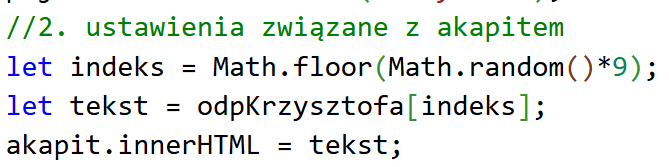 //2. ustawienia związane z akapitem
let indeks = Math.floor(Math.random()*9);
let tekst = odpKrzysztofa[indeks];
akapit.innerHTML = tekst;